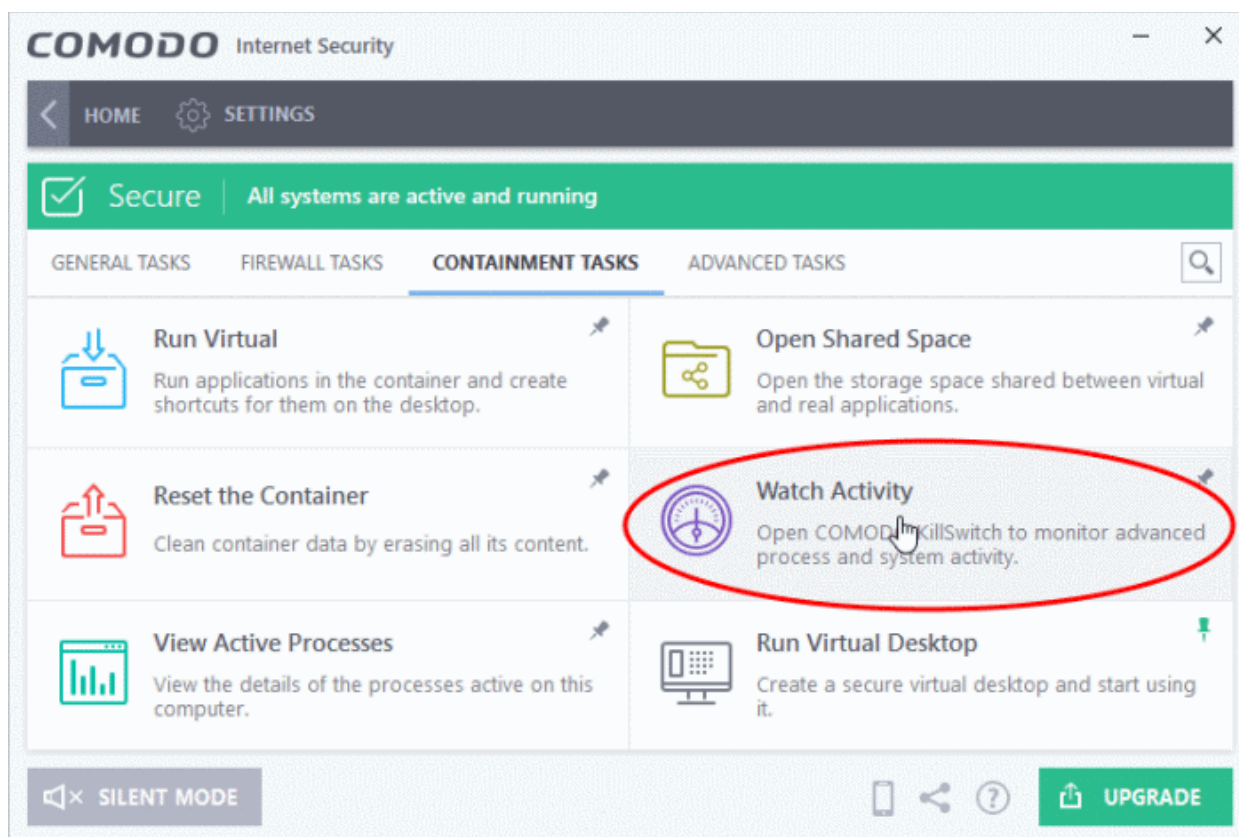 COMODO Internet Security
HOME SETTINGS
Secure All systems are active and running
GENERAL TASKS FIREWALL TASKS CONTAINMENT TASKS ADVANCED TASKS
Run Virtual
Run applications in the container and create
shortcuts for them on the desktop.
Open Shared Space
Open the storage space shared between virtual
and real applications.
Reset the Container
Clean container data by erasing all its content.
Watch Activity
Open COMODO KillSwitch to monitor advanced
process and system activity.
View Active Processes
View the details of the processes active on this
computer.
Run Virtual Desktop
Create a secure virtual desktop and start using
it.
SILENT MODE
UPGRADE